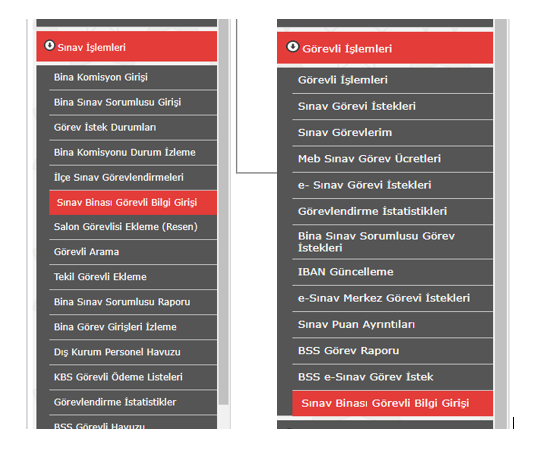 Sınav İşlemleri
Bina Komisyon Girişi
Bina Sınav Sorumlusu Girişi
Görev İstek Durumları
Bina Komisyonu Durum İzleme
İlçe Sınav Görevlendirmeleri
Sınav Binası Görevli Bilgi Girişi
Salon Görevlisi Ekleme (Resen)
Görevli Arama
Tekil Görevli Ekleme
Bina Sınav Sorumlusu Raporu
Bina Görev Girişleri İzleme
Dış Kurum Personel Havuzu
KBS Görevli Ödeme Listeleri
Görevlendirme İstatistikler
BSS Görevli Havuzu
Görevli İşlemleri
Görevli İşlemleri
Sınav Görevi İstekleri
Sınav Görevlerim
Meb Sınav Görev Ücretleri
e- Sınav Görevi İstekleri
Görevlendirme İstatistikleri
Bina Sınav Sorumlusu Görev
İstekleri
IBAN Güncelleme
e-Sınav Merkez Görevi İstekleri
Sınav Puan Ayrıntıları
BSS Görev Raporu
BSS e-Sınav Görev İstek
Sınav Binası Görevli Bilgi Girişi